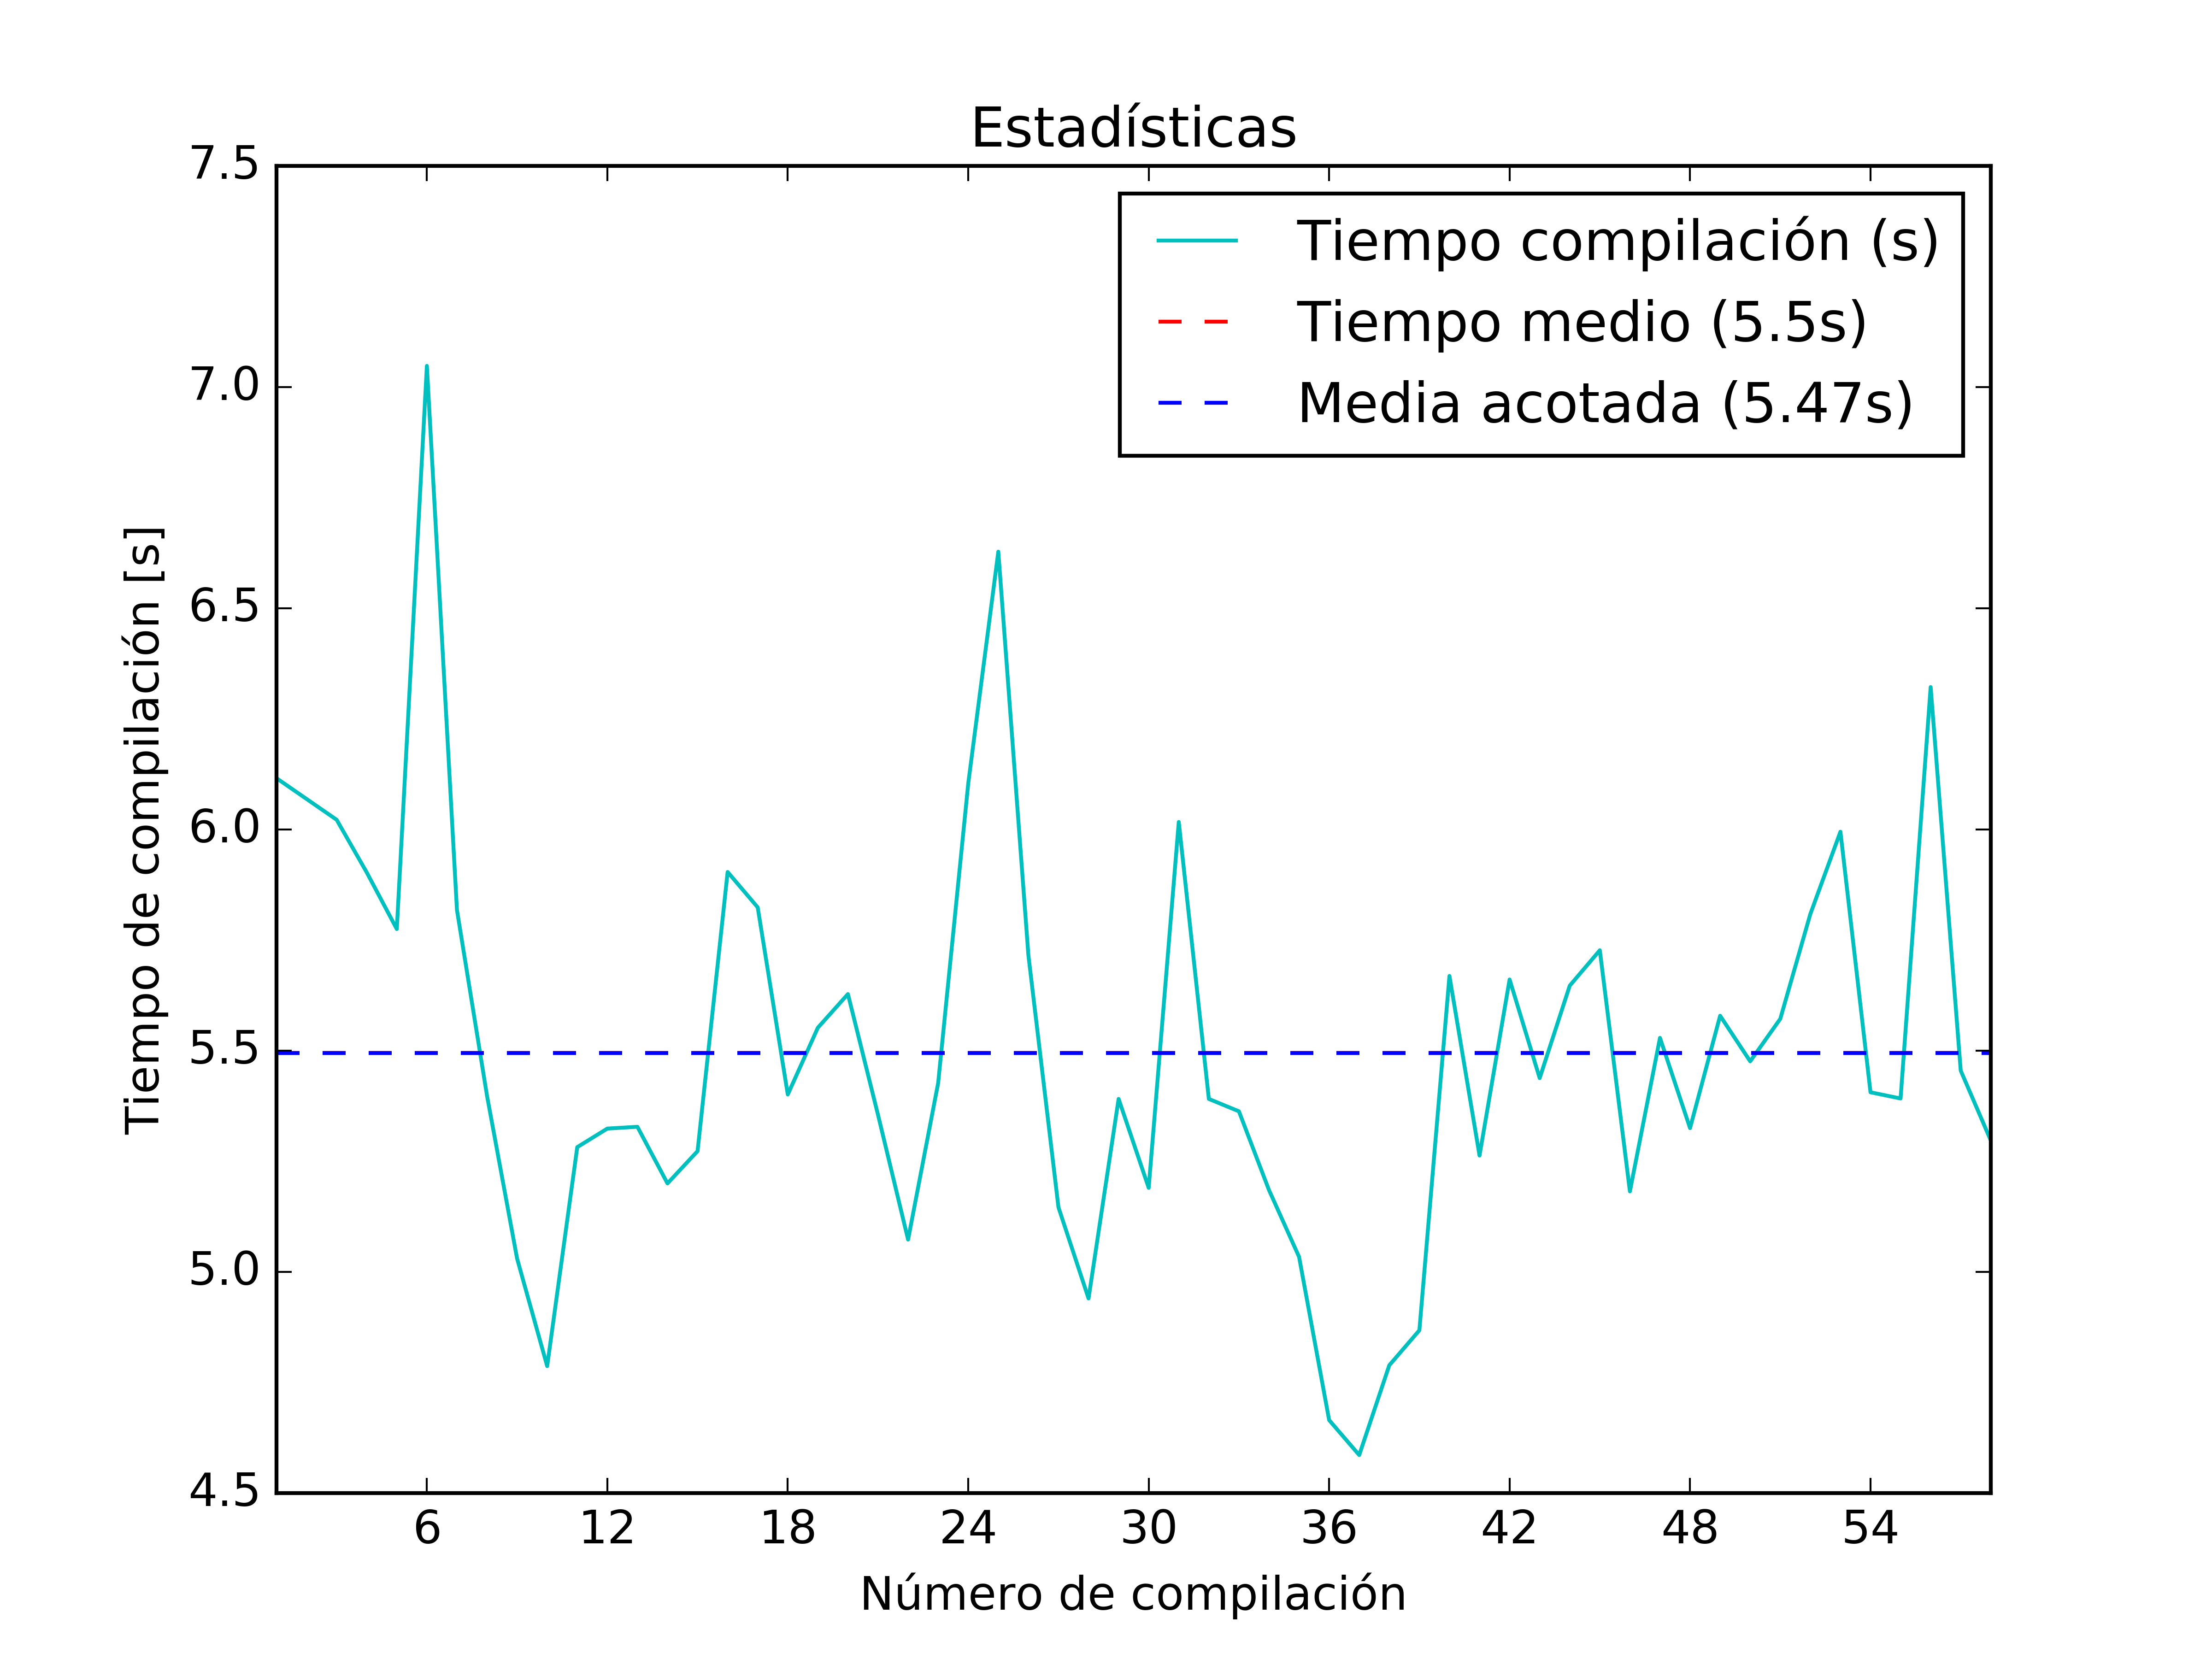 Estadísticas
Tiempo compilación (s)
Tiempo medio (5.5s)
Media acotada (5.47s)
Tiempo de compilación [s]
7.5
7.0
6.5
6.0
5.5
5.0
4.5
6 12 18 24 30 36 42 48 54
Número de compilación